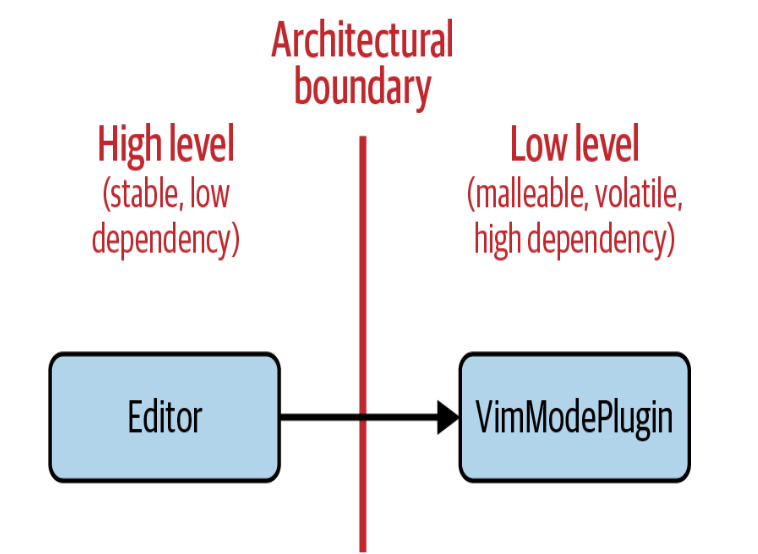 Architectural
boundary
High level
(stable, low
dependency)
Low level
(malleable, volatile,
high dependency)
Editor
VimModePlugin